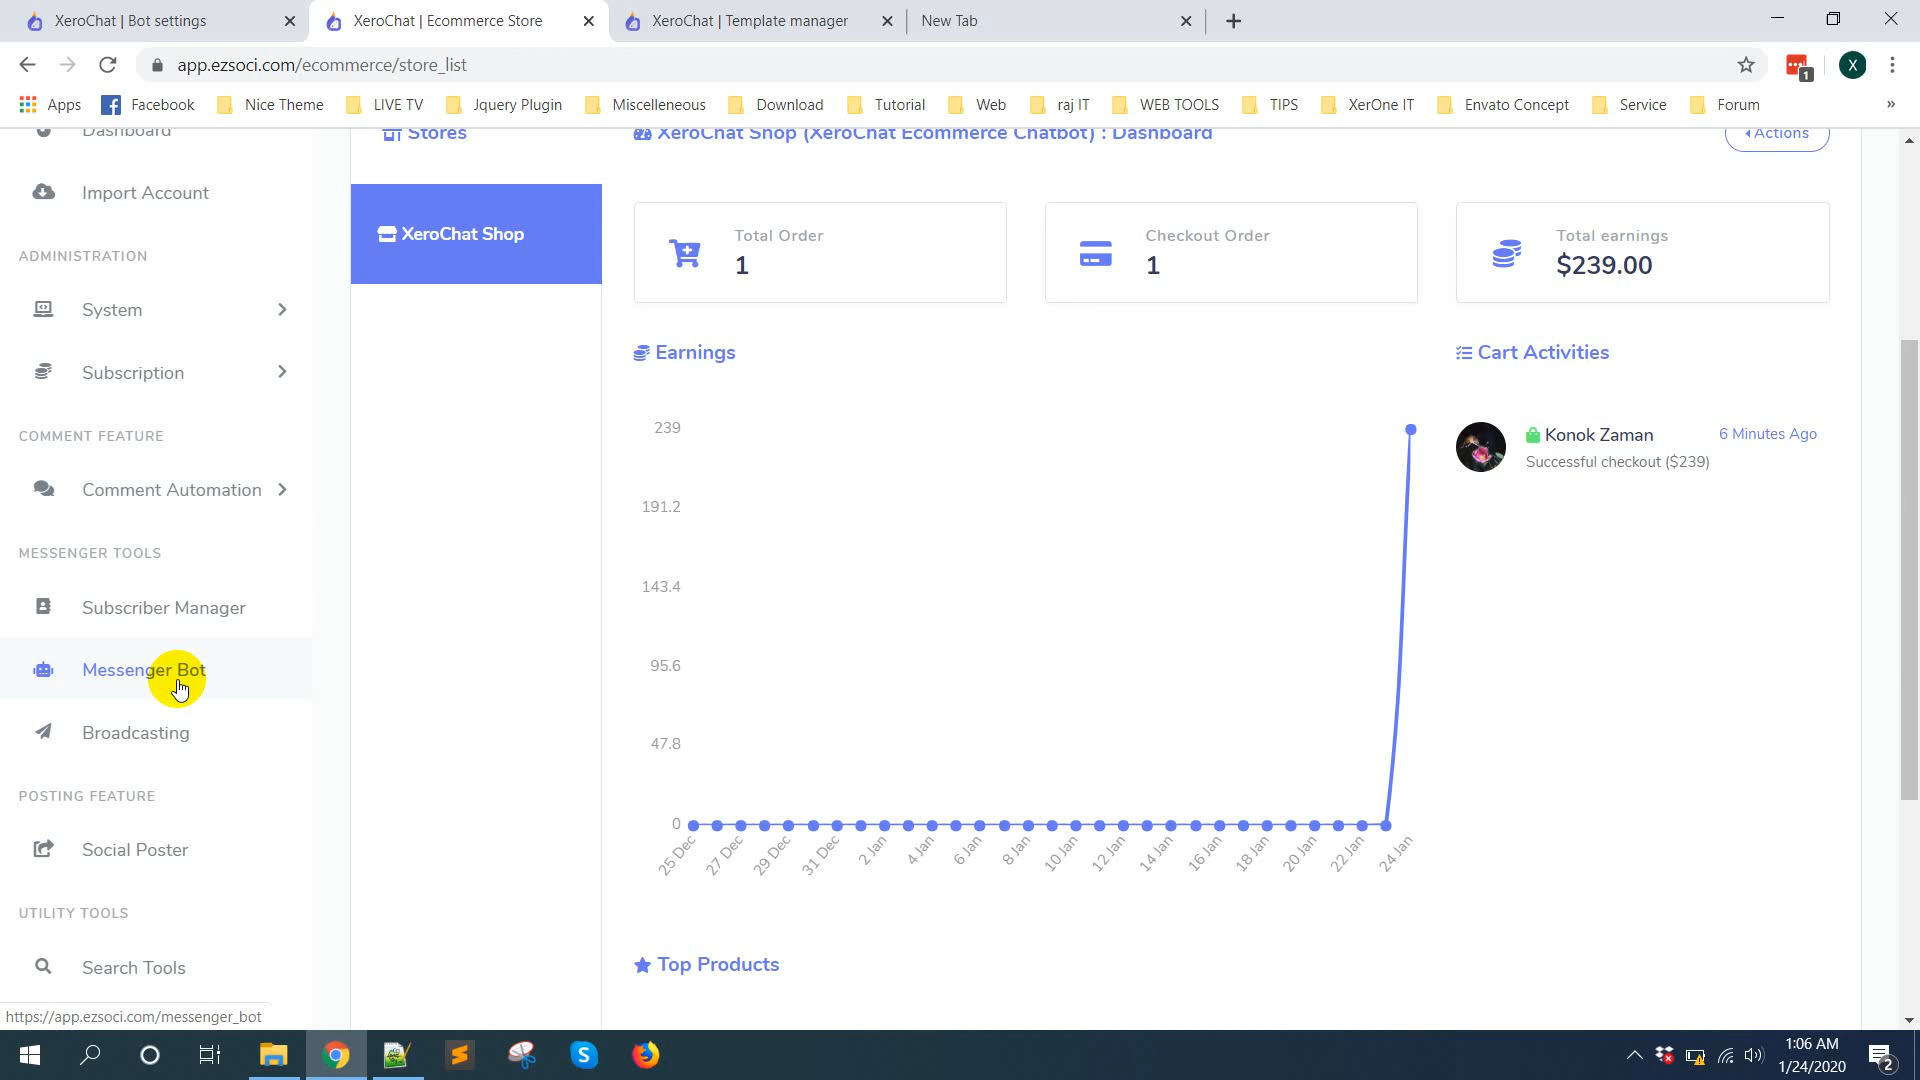 XeroChat | Bot settings
XeroChat | Ecommerce Store
XeroChat | Template manager
New Tab
app.ezsoci.com/ecommerce/store_list
1
X
Apps
Facebook
Nice Theme
LIVE TV
Jquery Plugin
Miscelleneous
Download
Tutorial
Web
raj IT
WEB TOOLS
TIPS
XerOne IT
Envato Concept
Service
Forum
»
Dashboard
Import Account
ADMINISTRATION
System
Subscription
COMMENT FEATURE
Comment Automation
MESSENGER TOOLS
Subscriber Manager
Messenger Bot
Broadcasting
POSTING FEATURE
Social Poster
UTILITY TOOLS
Search Tools
https://app.ezsoci.com/messenger_bot
Stores
XeroChat Shop
XeroChat Shop (XeroChat Ecommerce Chatbot) : Dashboard
Actions
Total Order
1
Checkout Order
1
Total earnings
$239.00
Earnings
239
191.2
143.4
95.6
47.8
0
25 Dec
27 Dec
29 Dec
31 Dec
2 Jan
4 Jan
6 Jan
8 Jan
10 Jan
12 Jan
14 Jan
16 Jan
18 Jan
20 Jan
22 Jan
24 Jan
Cart Activities
Konok Zaman
6 Minutes Ago
Successful checkout ($239)
Top Products
1:06 AM
1/24/2020
2